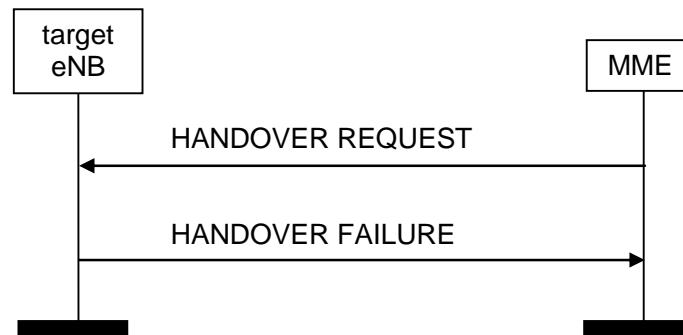 target
eNB
MME
HANDOVER REQUEST
HANDOVER FAILURE